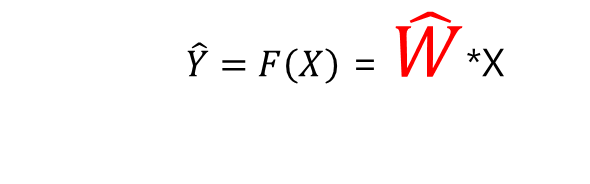 Ŷ = F(X) = Ŵ *X